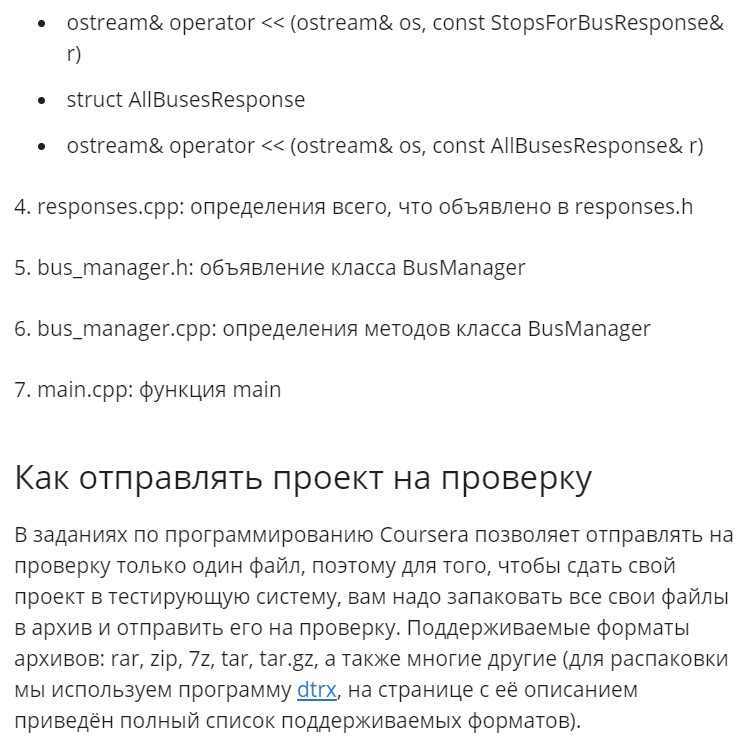 • ostream& operator << (ostream& os, const StopsForBusResponse&
r)
• struct AllBusesResponse
• ostream& operator << (ostream& os, const AllBusesResponse& r)
4. responses.cpp: определения всего, что объявлено в responses.h
5. bus_manager.h: объявление класса BusManager
6. bus_manager.cpp: определения методов класса BusManager
7. main.cpp: функция main
Как отправлять проект на проверку
В заданиях по программированию Coursera позволяет отправлять на
проверку только один файл, поэтому для того, чтобы сдать свой
проект в тестирующую систему, вам надо запаковать все свои файлы
в архив и отправить его на проверку. Поддерживаемые форматы
архивов: rar, zip, 7z, tar, tar.gz, а также многие другие (для распаковки
мы используем программу dtrx, на странице с её описанием
приведён полный список поддерживаемых форматов).